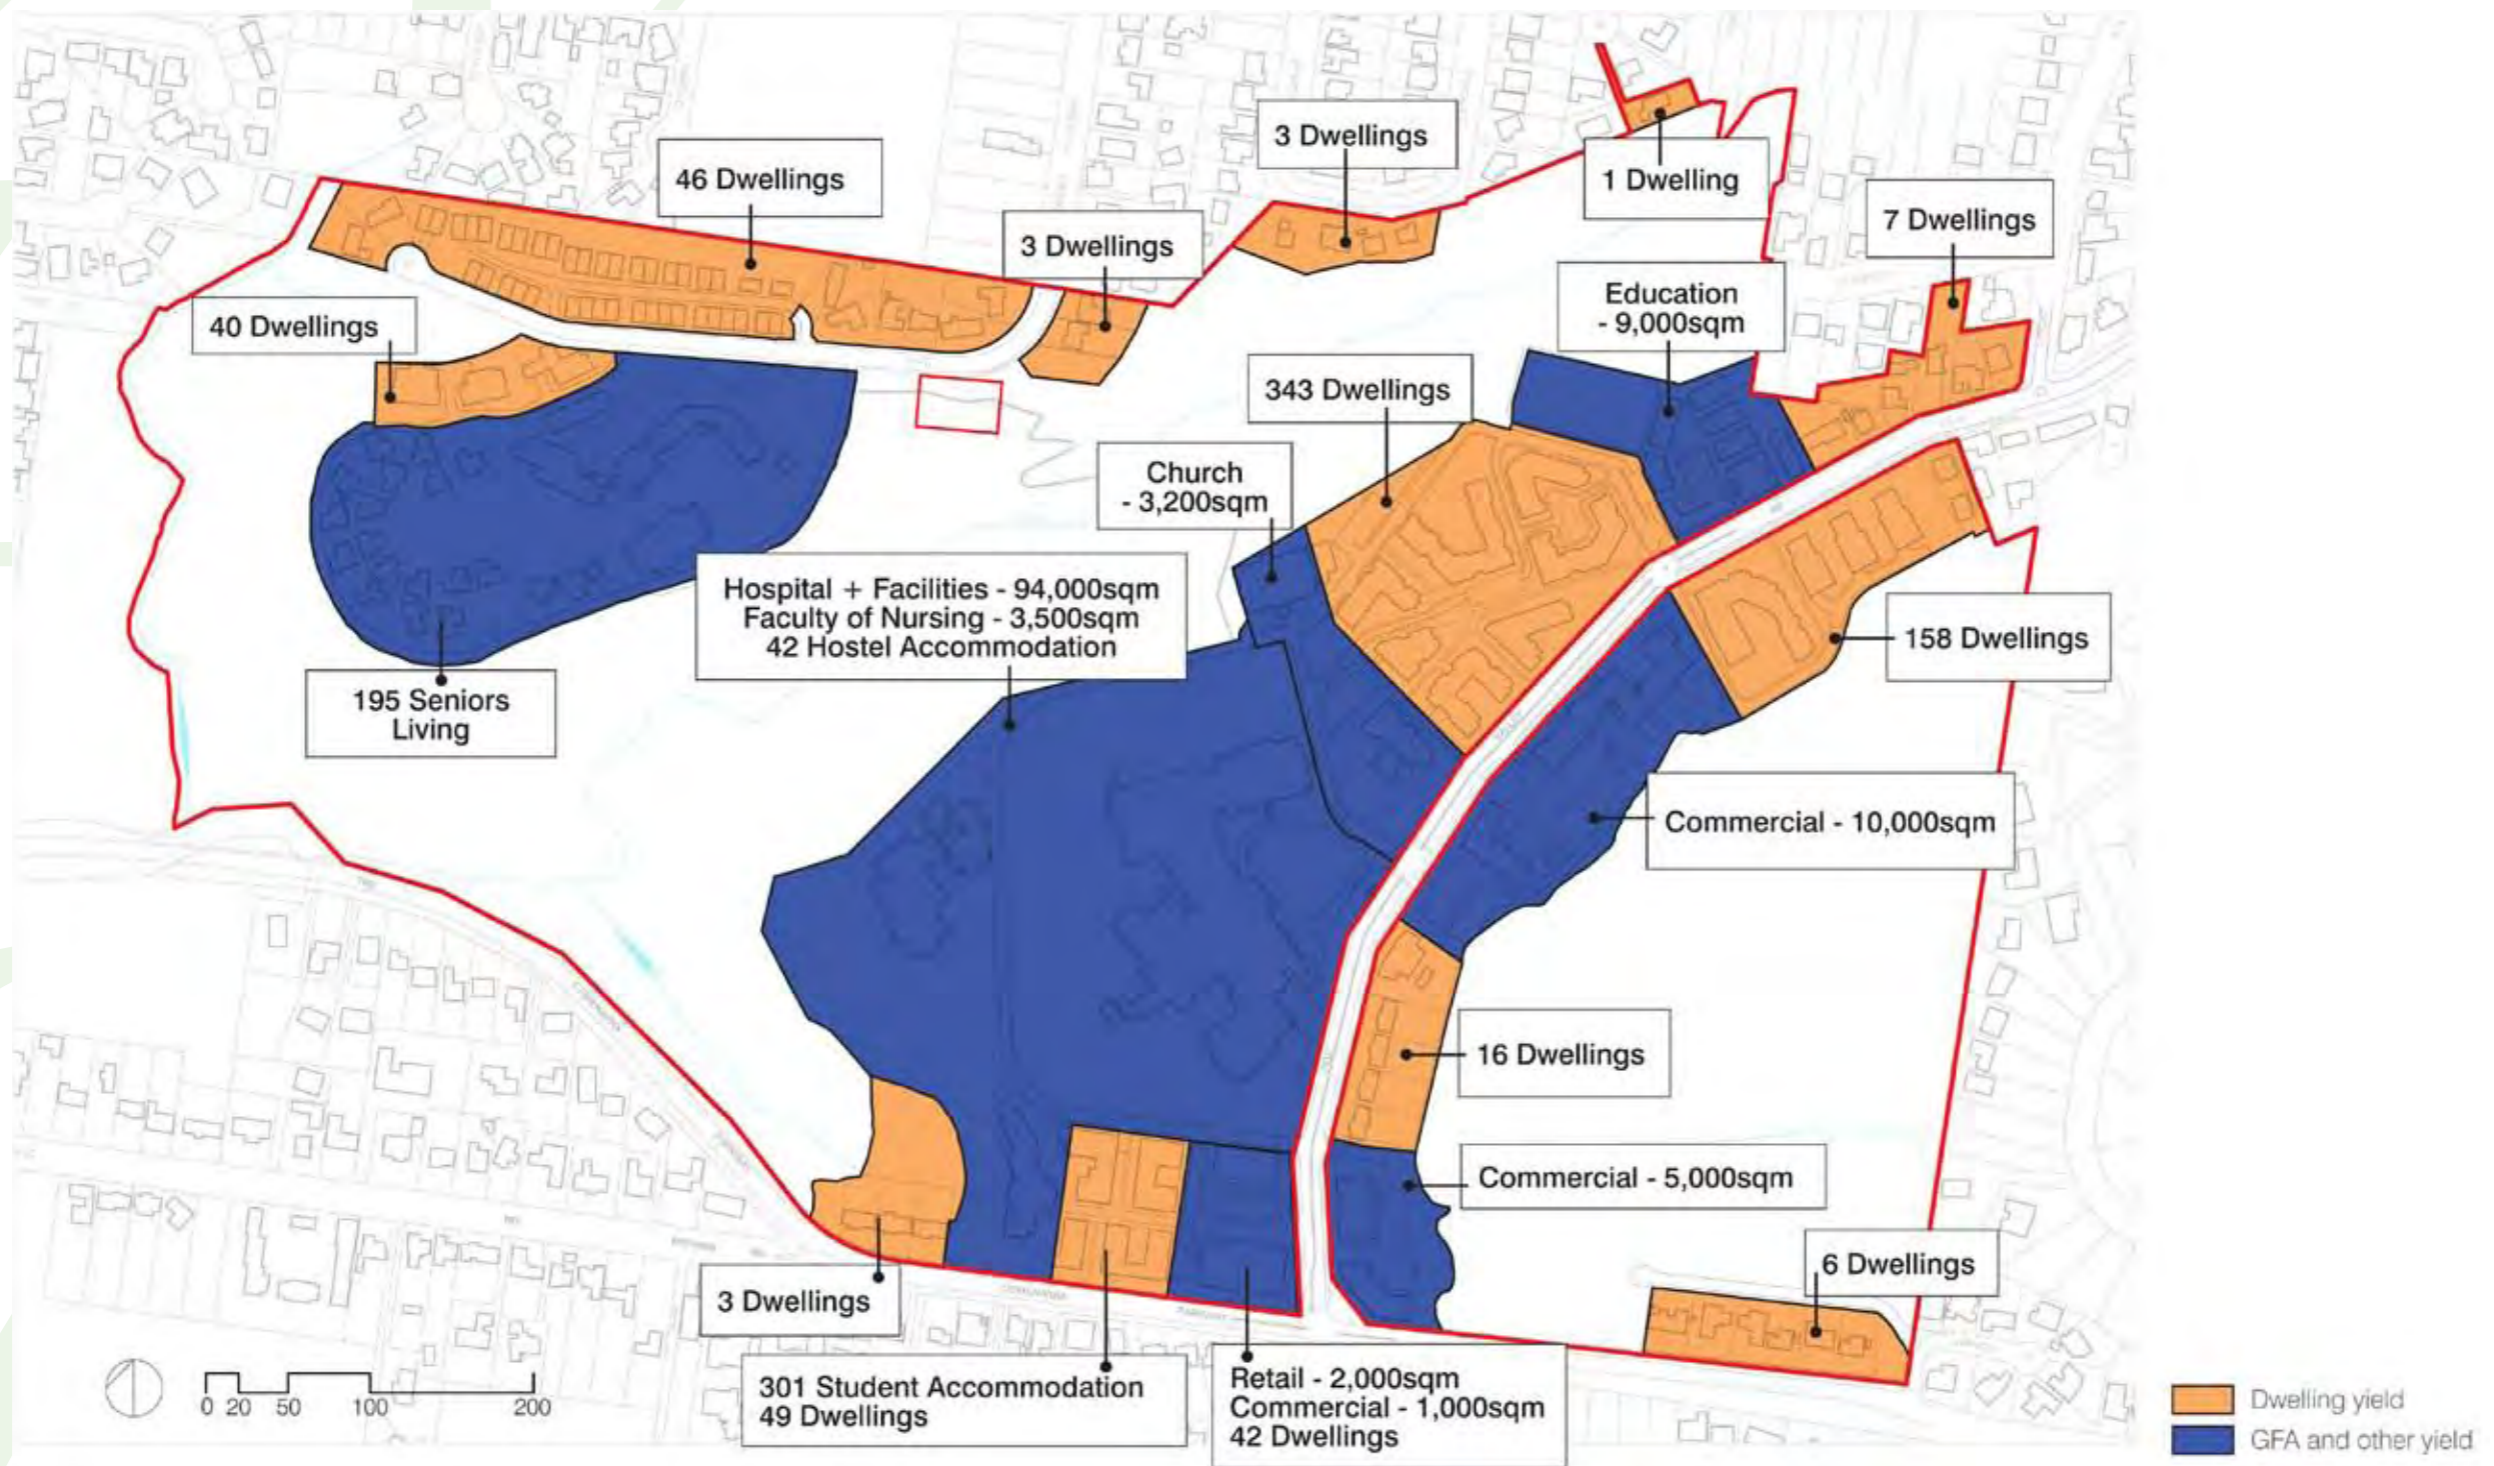 3 Dwellings
1 Dwelling
46 Dwellings
7 Dwellings
3 Dwellings
Education
- 9,000sqm
40 Dwellings
343 Dwellings
Church
- 3,200sqm
Hospital + Facilities - 94,000sqm
Faculty of Nursing - 3,500sqm
42 Hostel Accommodation
158 Dwellings
195 Seniors
Living
Commercial - 10,000sqm
16 Dwellings
Commercial - 5,000sqm
6 Dwellings
3 Dwellings
301 Student Accommodation
49 Dwellings
Retail - 2,000sqm
Commercial - 1,000sqm
42 Dwellings
0 20 50 100 200
Dwelling yield
GFA and other yield